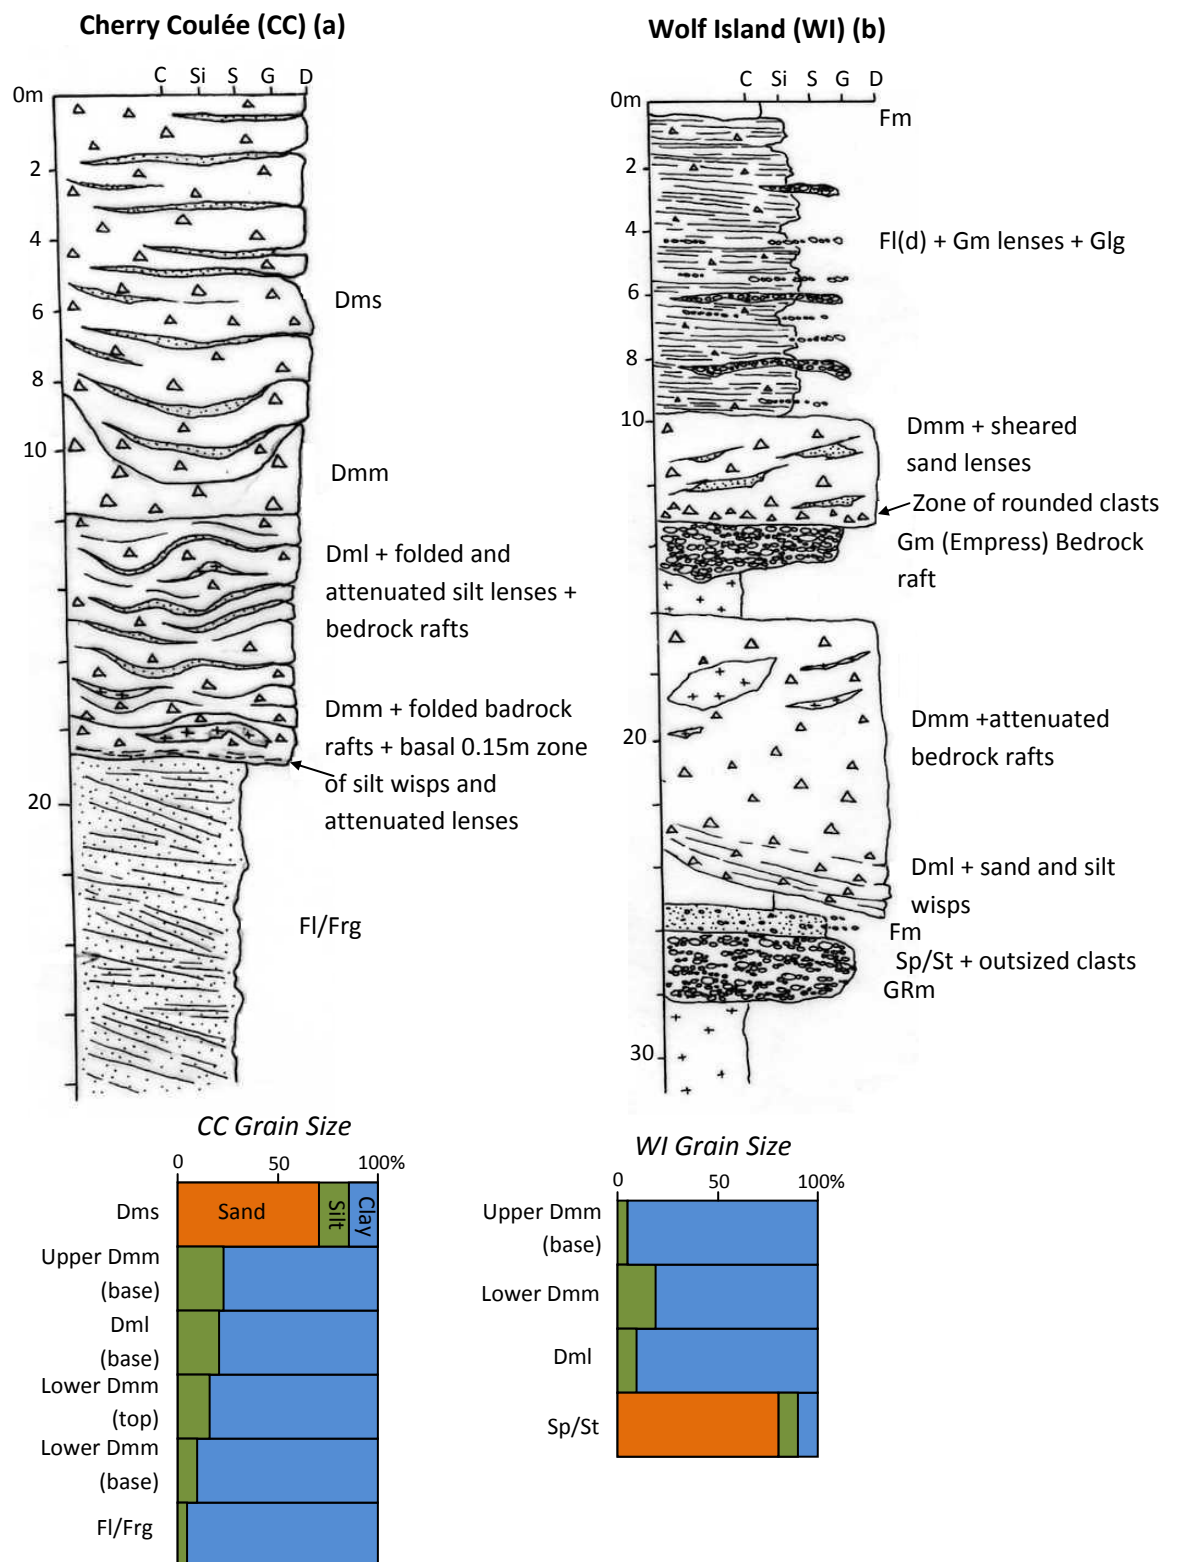 Cherry Coulée (CC) (a)
C Si S G D
0m
2
4
6
8
10
20
Dms
Dmm
Dml + folded and
attenuated silt lenses +
bedrock rafts
Dmm + folded badrock
rafts + basal 0.15m zone
of silt wisps and
attenuated lenses
Fl/Frg
Wolf Island (WI) (b)
C Si S G D
0m
2
4
6
8
10
20
30
Fm
Fl(d) + Gm lenses + Glg
Dmm + sheared
sand lenses
Zone of rounded clasts
Gm (Empress) Bedrock
raft
Dmm +attenuated
bedrock rafts
Dml + sand and silt
wisps
Fm
Sp/St + outsized clasts
GRm
CC Grain Size
0 50 100%
Dms
Sand
Silt
Clay
Upper Dmm
(base)
Dml
(base)
Lower Dmm
(top)
Lower Dmm
(base)
Fl/Frg
WI Grain Size
0 50 100%
Upper Dmm
(base)
Lower Dmm
Dml
Sp/St